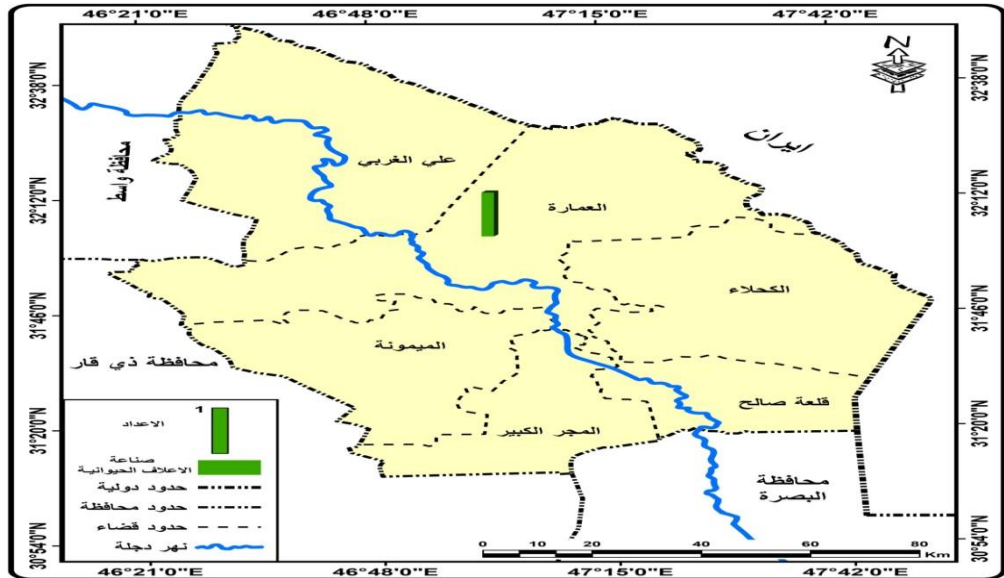 46°21'0"E 46°48'0"E 47°15'0"E 47°42'0"E
32°38'0"N 32°38'0"N
N
ايران
علي الغربي
محافظة واسط
32°12'0"N 32°12'0"N
العمارة
الكحلاء
31°46'0"N 31°46'0"N
الميمونة
محافظة ذي قار
قلعة صالح
المجر الكبير
31°20'0"N 31°20'0"N
محافظة
البصرة
1
الاعداد
صناعة
الاعلاف الحيوانية
حدود دولية
حدود محافظة
حدود قضاء
نهر دجلة
30°54'0"N 30°54'0"N
0 10 20 40 60 80
Km
46°21'0"E 46°48'0"E 47°15'0"E 47°42'0"E